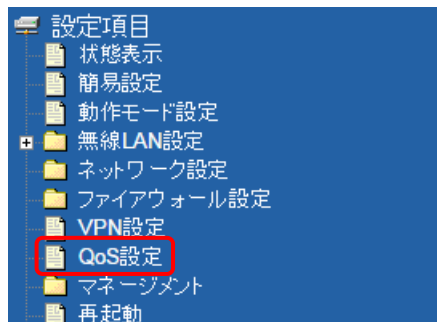 設定項目
状態表示
簡易設定
動作モード設定
無線LAN設定
ネットワーク設定
ファイアウォール設定
VPN設定
QoS設定
マネージメント
再起動